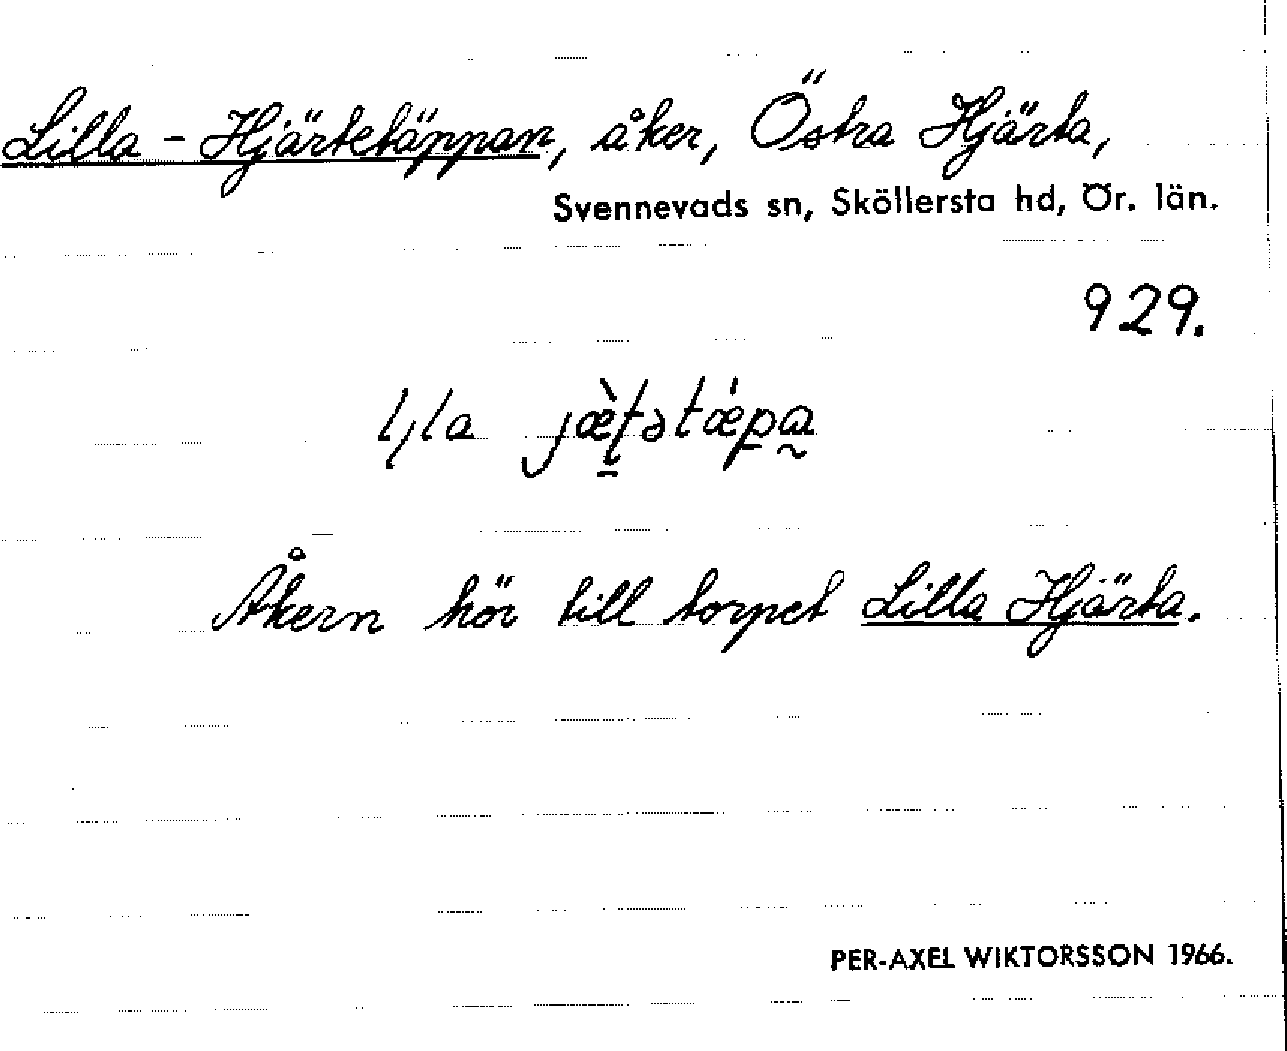 Lilla-Hjärtetäppan, åker, Östra Hjärta,
Svennevads sn, Sköllersta hd, Ör. län.
929.
Åkern hör till torpet Lilla Hjärta.
PER-AXEL WIKTORSSON 1966.